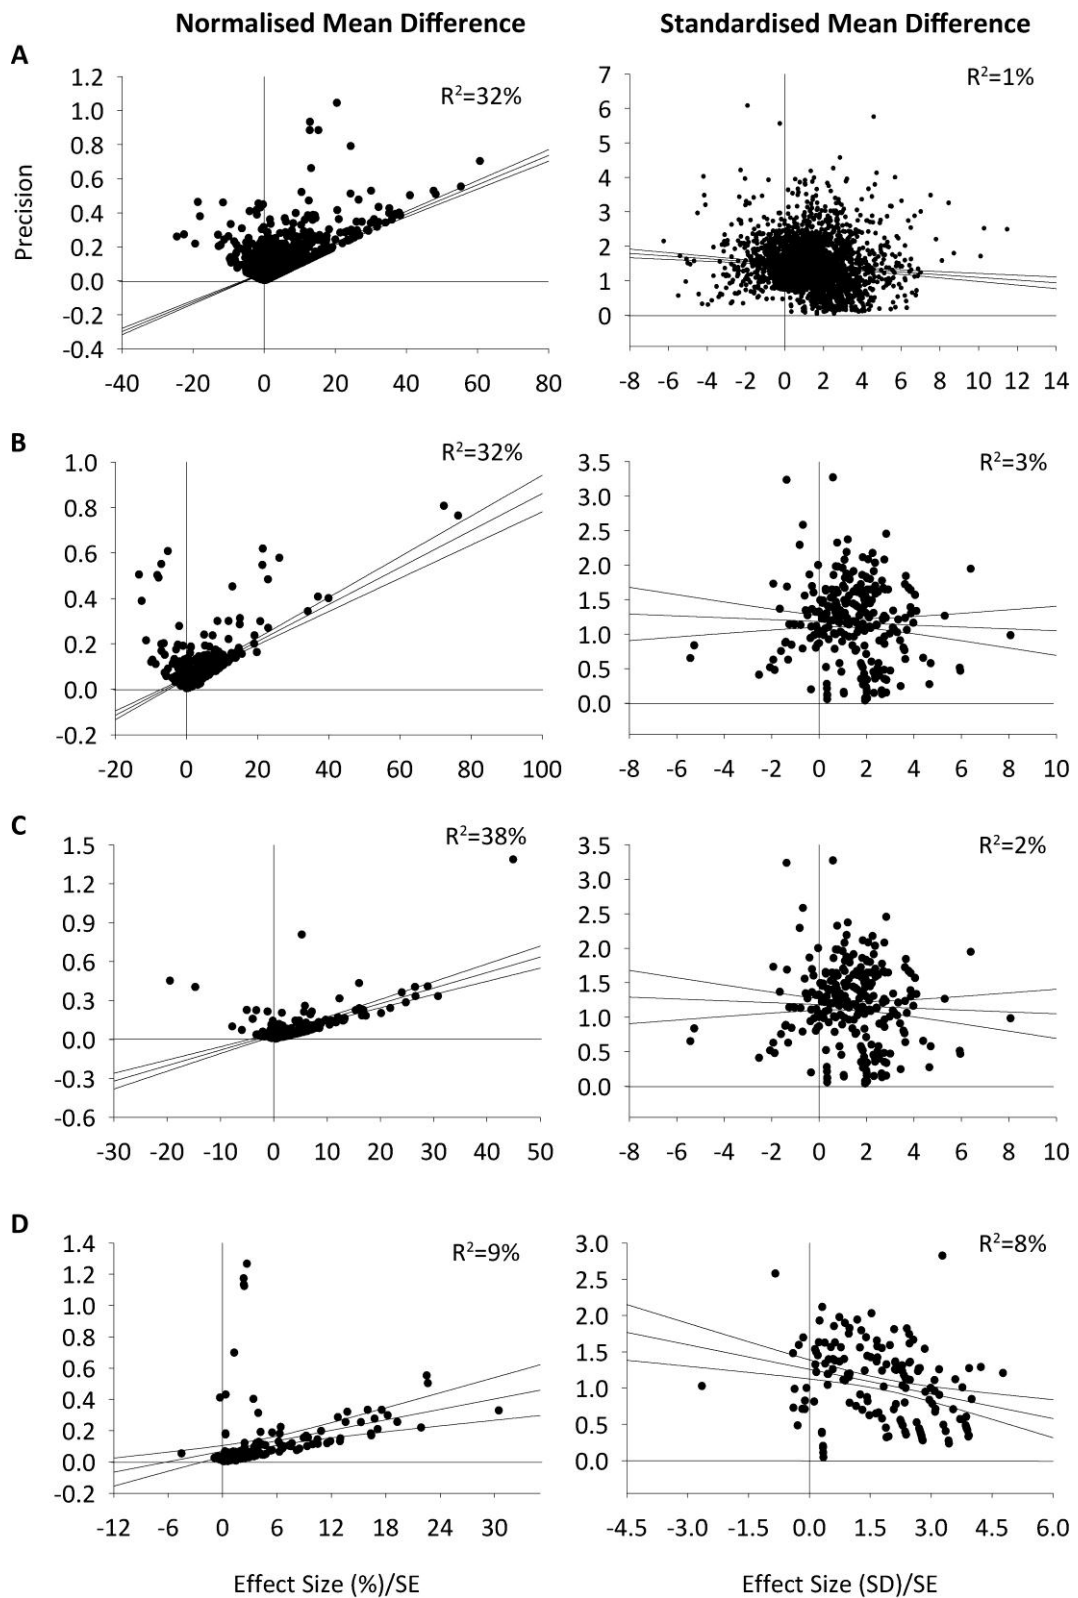 Normalised Mean Difference
Standardised Mean Difference
A
R²=32%
1.2
1.0
0.8
0.6
0.4
0.2
0.0
-0.2
-0.4
-40 -20 0 20 40 60 80
Precision
R²=1%
7
6
5
4
3
2
1
0
-8 -6 -4 -2 0 2 4 6 8 10 12 14
B
R²=32%
1.0
0.8
0.6
0.4
0.2
0.0
-0.2
-20 0 20 40 60 80 100
R²=3%
3.5
3.0
2.5
2.0
1.5
1.0
0.5
0.0
-8 -6 -4 -2 0 2 4 6 8 10
C
R²=38%
1.5
1.2
0.9
0.6
0.3
0.0
-0.3
-0.6
-30 -20 -10 0 10 20 30 40 50
R²=2%
3.5
3.0
2.5
2.0
1.5
1.0
0.5
0.0
-8 -6 -4 -2 0 2 4 6 8 10
D
R²=9%
1.4
1.2
1.0
0.8
0.6
0.4
0.2
0.0
-0.2
-12 -6 0 6 12 18 24 30
Effect Size (%)/SE
R²=8%
3.0
2.5
2.0
1.5
1.0
0.5
0.0
-4.5 -3.0 -1.5 0.0 1.5 3.0 4.5 6.0
Effect Size (SD)/SE